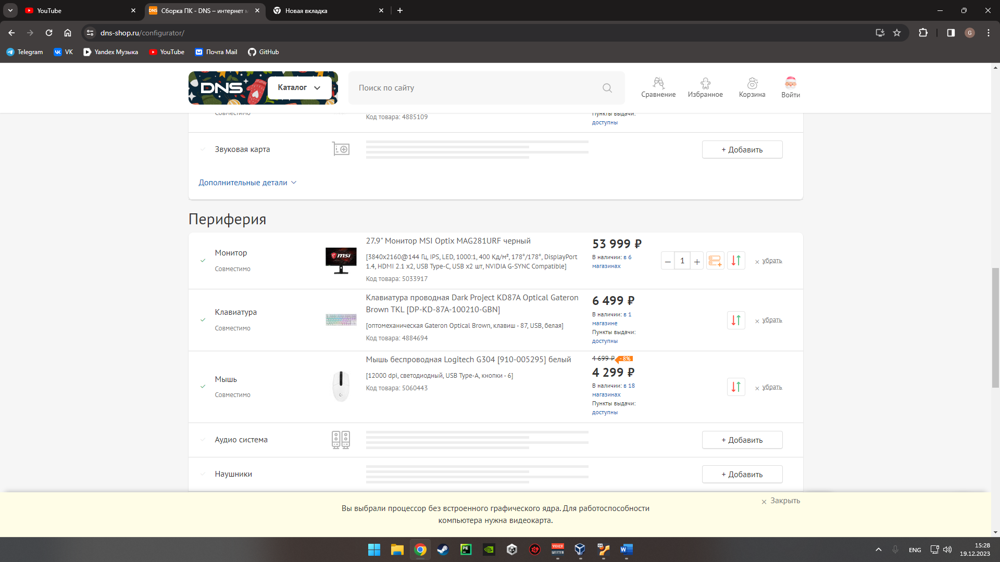 YouTube
DNS Сборка ПК - DNS – интернет м
Новая вкладка
dns-shop.ru/configurator/
G
Telegram
VK
Yandex Музыка
YouTube
Почта Mail
GitHub
DNS
Каталог
Поиск по сайту
Сравнение
Избранное
Корзина
Войти
Совместимо
Код товара: 4885109
Пункты выдачи:
доступны
Звуковая карта
+ Добавить
Дополнительные детали
Периферия
Монитор
Совместимо
msi
27.9" Монитор MSI Optix MAG281URF черный
[3840x2160@144 Гц, IPS, LED, 1000:1, 400 Кд/м², 178°/178°, DisplayPort
1.4, HDMI 2.1 x2, USB Type-C, USB x2 шт, NVIDIA G-SYNC Compatible]
Код товара: 5033917
53 999 ₽
В наличии: в 6
магазинах
1
убрать
Клавиатура
Совместимо
Клавиатура проводная Dark Project KD87A Optical Gateron
Brown TKL [DP-KD-87A-100210-GBN]
[оптомеханическая Gateron Optical Brown, клавиш - 87, USB, белая]
Код товара: 4884694
6 499 ₽
В наличии: в 1
магазине
Пункты выдачи:
доступны
убрать
Мышь
Совместимо
Мышь беспроводная Logitech G304 [910-005295] белый
[12000 dpi, светодиодный, USB Type-A, кнопки - 6]
Код товара: 5060443
4 699 ₽ - 8%
4 299 ₽
В наличии: в 18
магазинах
Пункты выдачи:
доступны
убрать
Аудио система
+ Добавить
Наушники
+ Добавить
Вы выбрали процессор без встроенного графического ядра. Для работоспособности
компьютера нужна видеокарта.
Закрыть
PE
VOICE
MEETER
W
ENG
15:28
19.12.2023